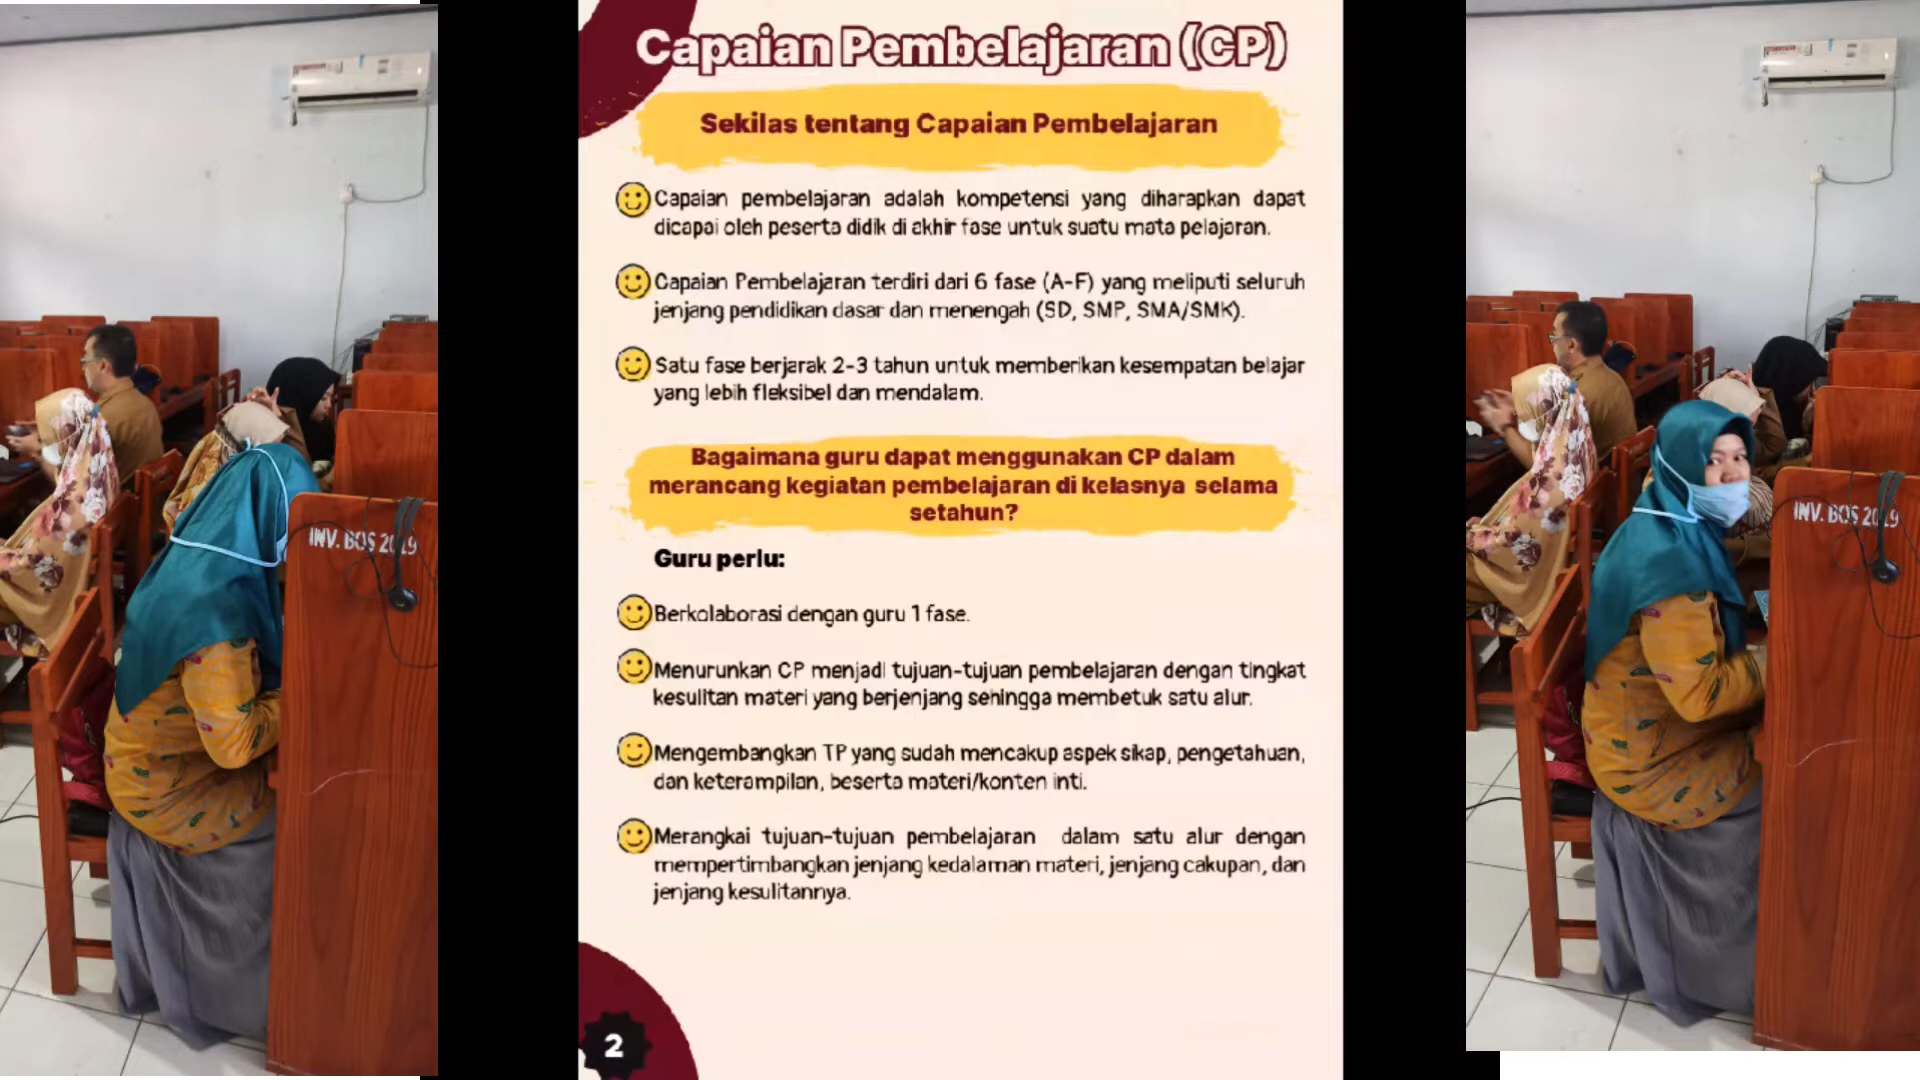 Capaian Pembelajaran (CP)
Sekilas tentang Capaian Pembelajaran
Capaian pembelajaran adalah kompetensi yang diharapkan dapat
dicapai oleh peserta didik di akhir fase untuk suatu mata pelajaran.
Capaian Pembelajaran terdiri dari 6 fase (A-F) yang meliputi seluruh
jenjang pendidikan dasar dan menengah (SD, SMP, SMA/SMK).
Satu fase berjarak 2-3 tahun untuk memberikan kesempatan belajar
yang lebih fleksibel dan mendalam.
Bagaimana guru dapat menggunakan CP dalam
merancang kegiatan pembelajaran di kelasnya selama
setahun?
Guru perlu:
Berkolaborasi dengan guru 1 fase.
Menurunkan CP menjadi tujuan-tujuan pembelajaran dengan tingkat
kesulitan materi yang berjenjang sehingga membetuk satu alur.
Mengembangkan TP yang sudah mencakup aspek sikap, pengetahuan,
dan keterampilan, beserta materi/konten inti.
Merangkai tujuan-tujuan pembelajaran dalam satu alur dengan
mempertimbangkan jenjang kedalaman materi, jenjang cakupan, dan
jenjang kesulitannya.
2
INV. BOS 2019
INV. BOS 2019